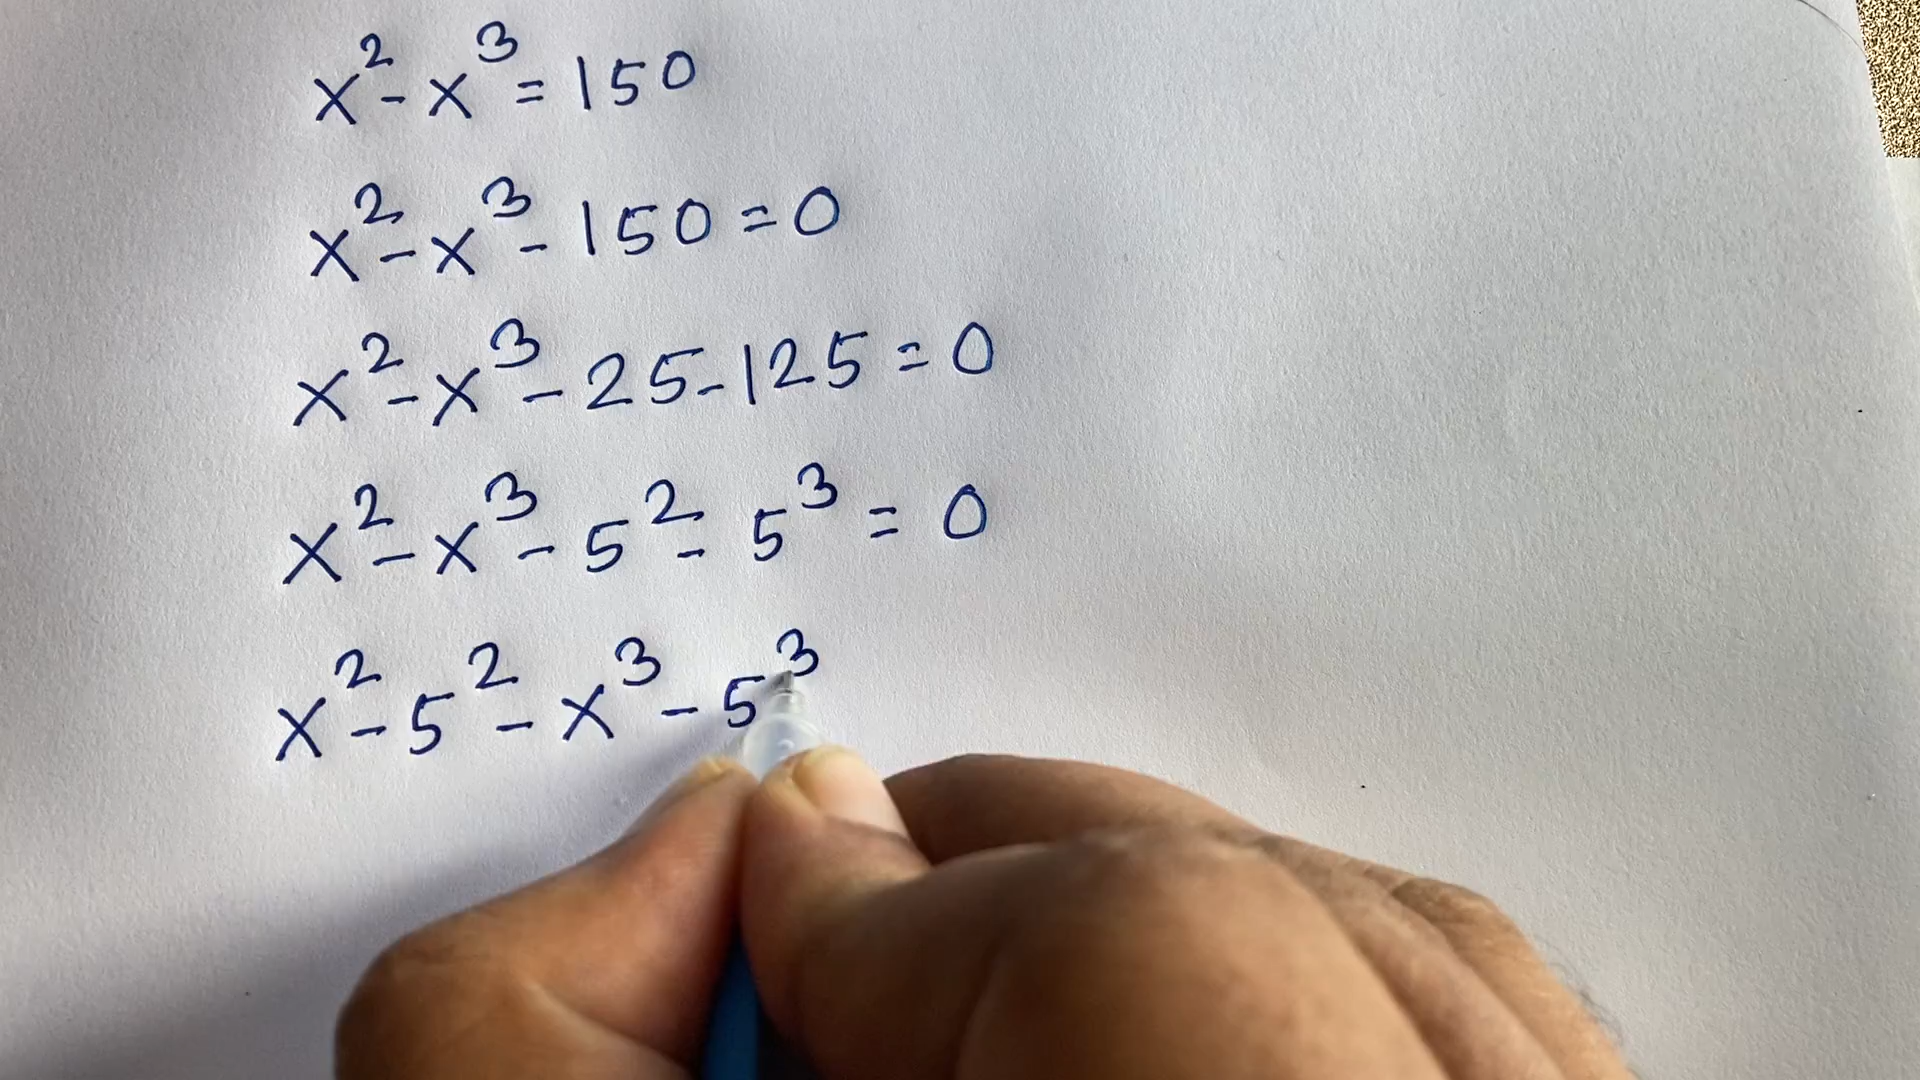 x² - x³ = 150
x² - x³ - 150 = 0
x² - x³ - 25 - 125 = 0
x² - x³ - 5² - 5³ = 0
x² - 5² - x³ - 5³